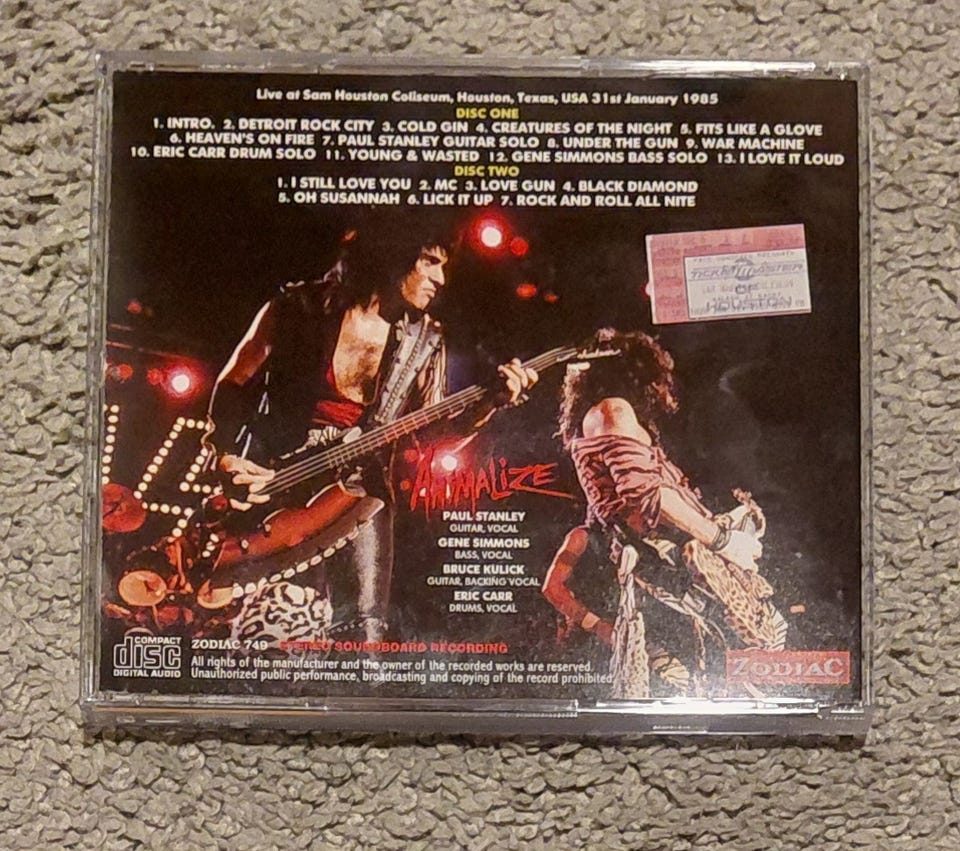 Live at Sam Houston Coliseum, Houston, Texas, USA 31st January 1985
DISC ONE
1. INTRO. 2. DETROIT ROCK CITY 3. COLD GIN 4. CREATURES OF THE NIGHT 5. FITS LIKE A GLOVE
6. HEAVEN'S ON FIRE 7. PAUL STANLEY GUITAR SOLO 8. UNDER THE GUN 9. WAR MACHINE
10. ERIC CARR DRUM SOLO 11. YOUNG & WASTED 12. GENE SIMMONS BASS SOLO 13. I LOVE IT LOUD
DISC TWO
1. I STILL LOVE YOU 2. MC 3. LOVE GUN 4. BLACK DIAMOND
5. OH SUSANNAH 6. LICK IT UP 7. ROCK AND ROLL ALL NITE
OF
HOUSTON
ANIMALIZE
PAUL STANLEY
GUITAR, VOCAL
GENE SIMMONS
BASS, VOCAL
BRUCE KULICK
GUITAR, BACKING VOCAL
ERIC CARR
DRUMS, VOCAL
COMPACT
disc
DIGITAL AUDIO
ZODIAC 749 STEREO SOUNDBOARD RECORDING
All rights of the manufacturer and the owner of the recorded works are reserved.
Unauthorized public performance, broadcasting and copying of the record prohibited
ZODIAC